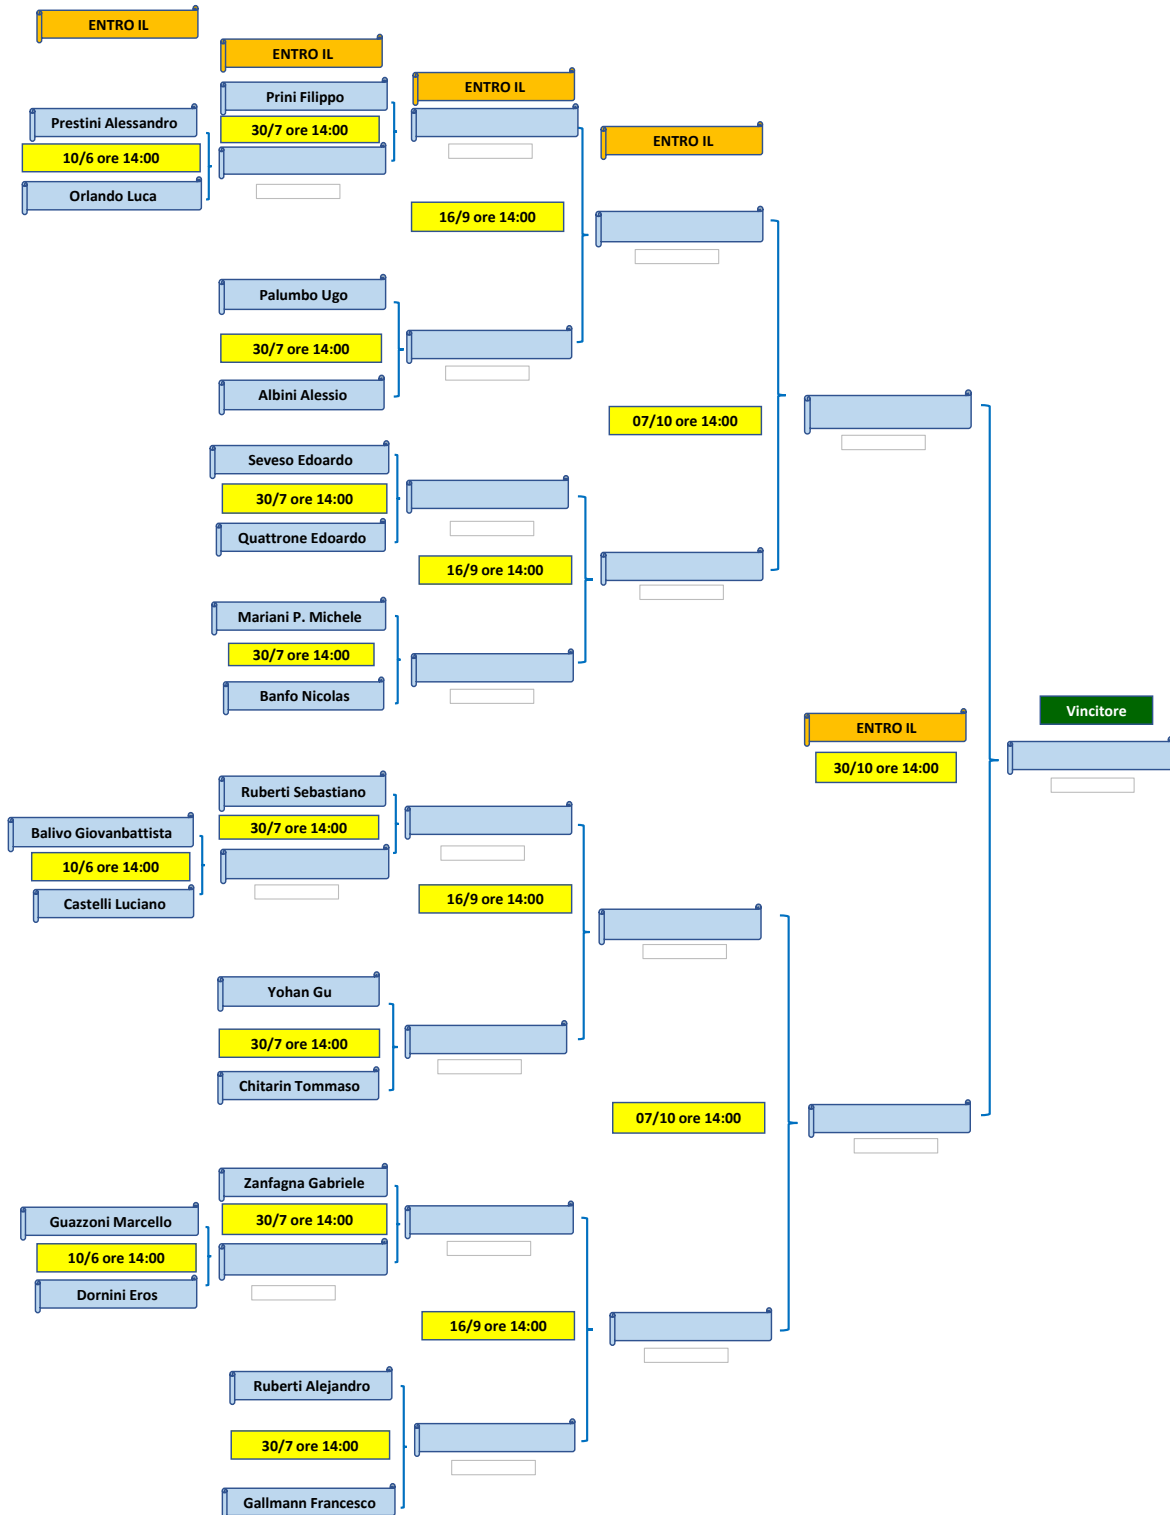 ENTRO IL
ENTRO IL
ENTRO IL
ENTRO IL
Prini Filippo
Prestini Alessandro
30/7 ore 14:00
10/6 ore 14:00
Orlando Luca
16/9 ore 14:00
Palumbo Ugo
30/7 ore 14:00
Albini Alessio
07/10 ore 14:00
Seveso Edoardo
30/7 ore 14:00
Quattrone Edoardo
16/9 ore 14:00
Mariani P. Michele
30/7 ore 14:00
Banfo Nicolas
Vincitore
ENTRO IL
30/10 ore 14:00
Ruberti Sebastiano
30/7 ore 14:00
Balivo Giovanbattista
10/6 ore 14:00
Castelli Luciano
16/9 ore 14:00
Yohan Gu
30/7 ore 14:00
Chitarin Tommaso
07/10 ore 14:00
Zanfagna Gabriele
30/7 ore 14:00
Guazzoni Marcello
10/6 ore 14:00
Dornini Eros
16/9 ore 14:00
Ruberti Alejandro
30/7 ore 14:00
Gallmann Francesco